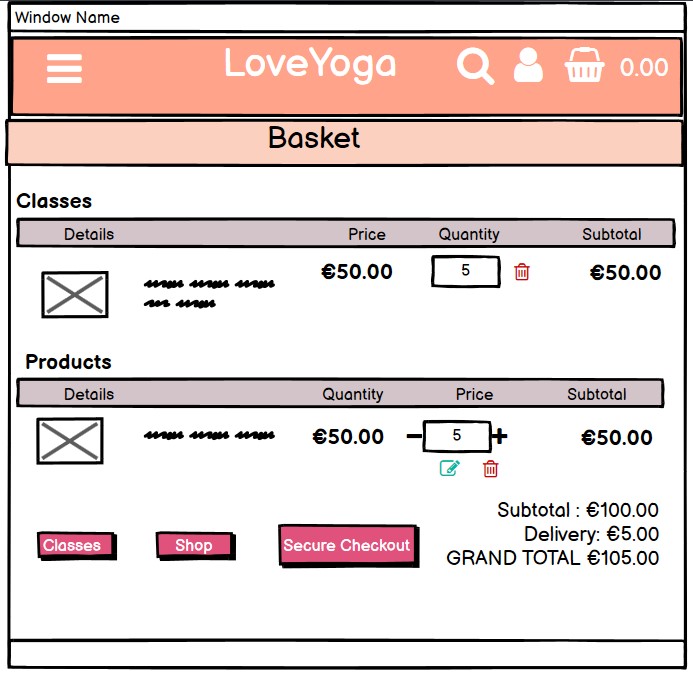 Window Name
LoveYoga 0.00
Basket
Classes
Details Price Quantity Subtotal
€50.00 5 €50.00
Products
Details Quantity Price Subtotal
€50.00 5 €50.00
Subtotal : €100.00
Delivery: €5.00
GRAND TOTAL €105.00
Classes Shop Secure Checkout